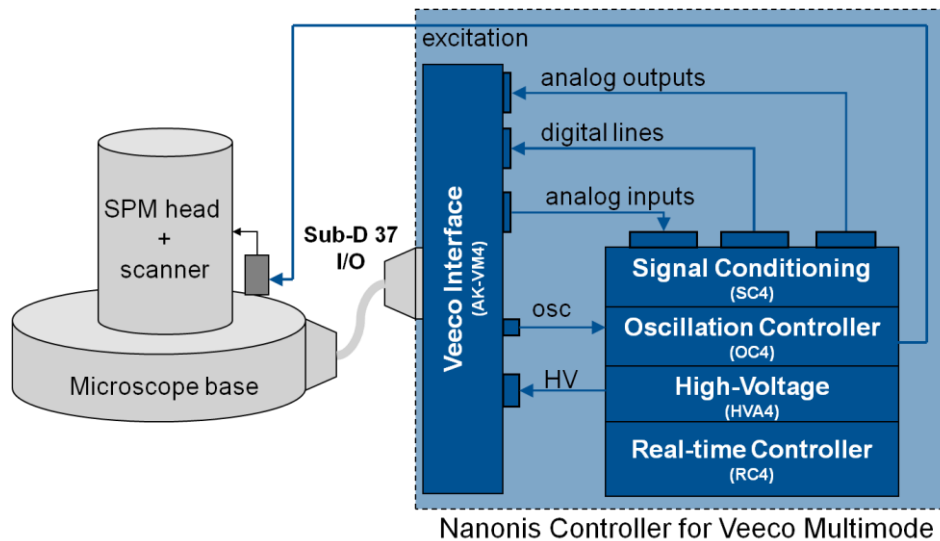 excitation
analog outputs
digital lines
analog inputs
SPM head
+
scanner
Sub-D 37
I/O
Veeco Interface
(AK-VM4)
Signal Conditioning
(SC4)
osc
Oscillation Controller
(OC4)
HV
High-Voltage
(HVA4)
Microscope base
Real-time Controller
(RC4)
Nanonis Controller for Veeco Multimode